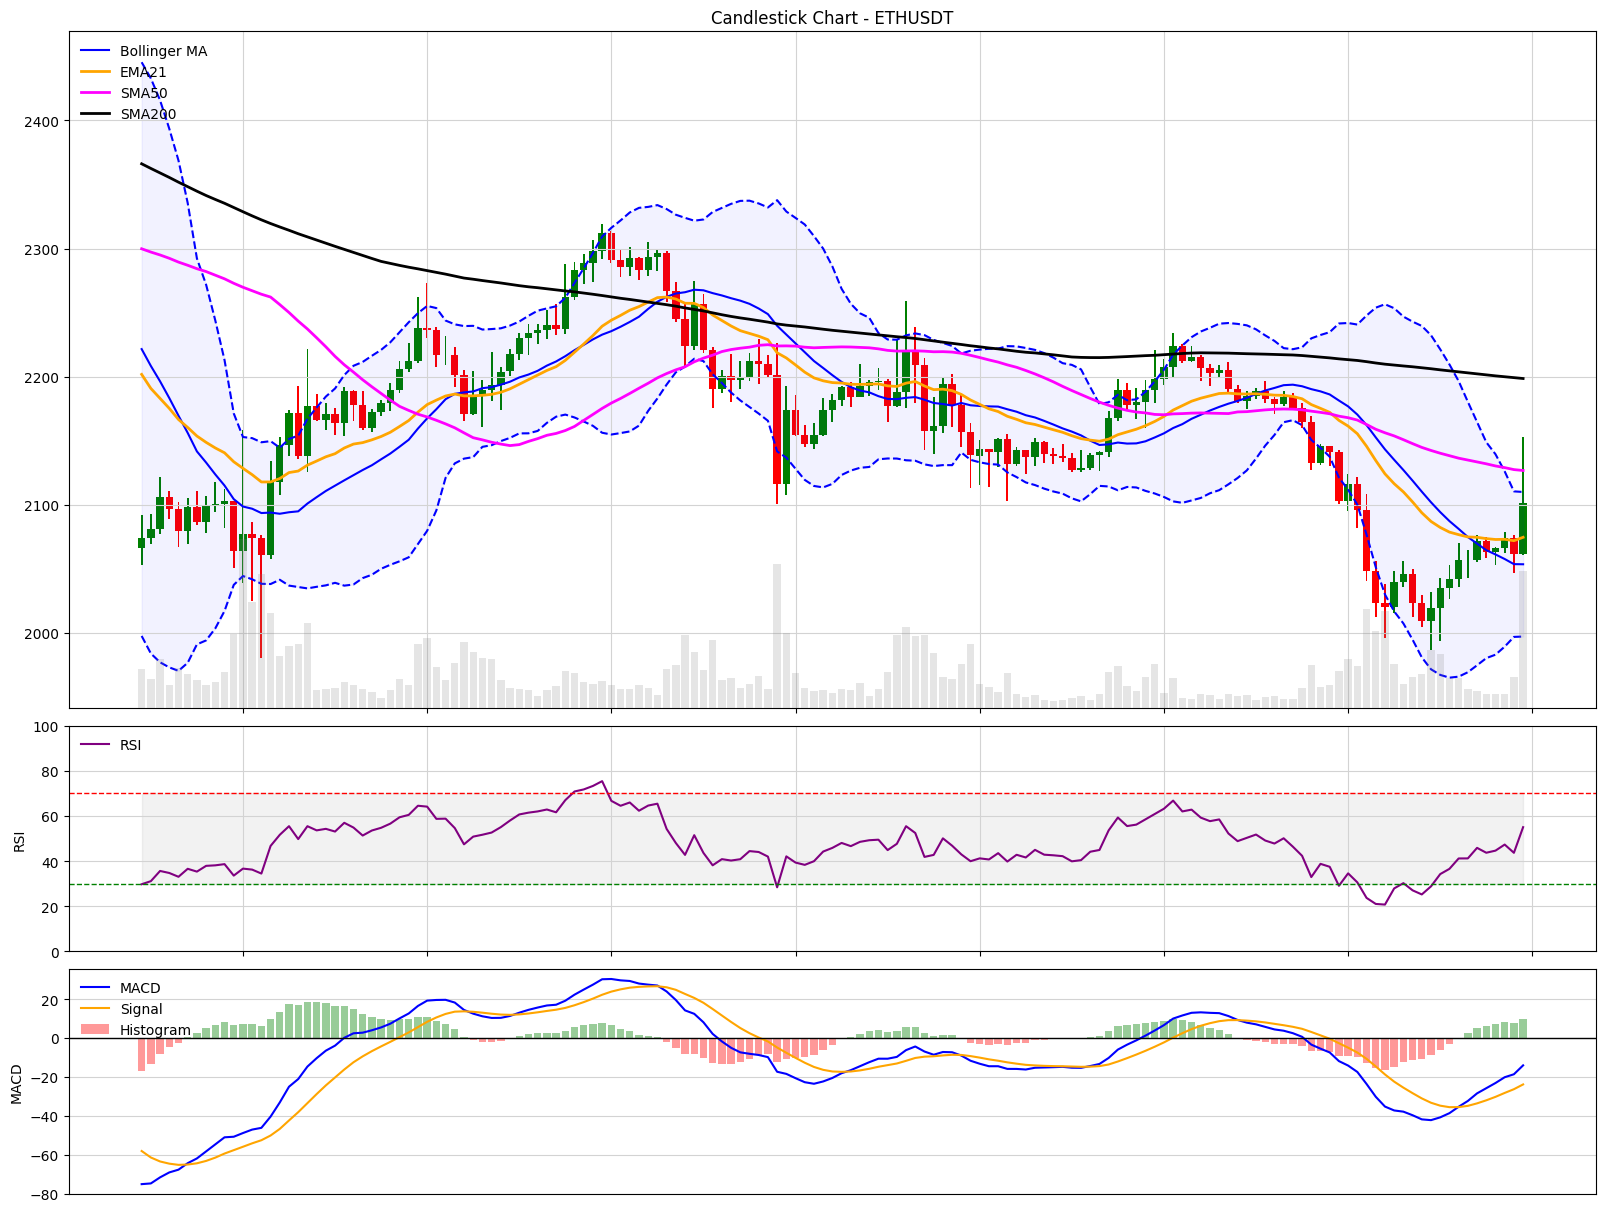 Candlestick Chart - ETHUSDT
Bollinger MA
EMA21
SMA50
SMA200
2400
2300
2200
2100
2000
RSI
100
80
60
40
20
0
RSI
MACD
Signal
Histogram
20
0
−20
−40
−60
−80
MACD